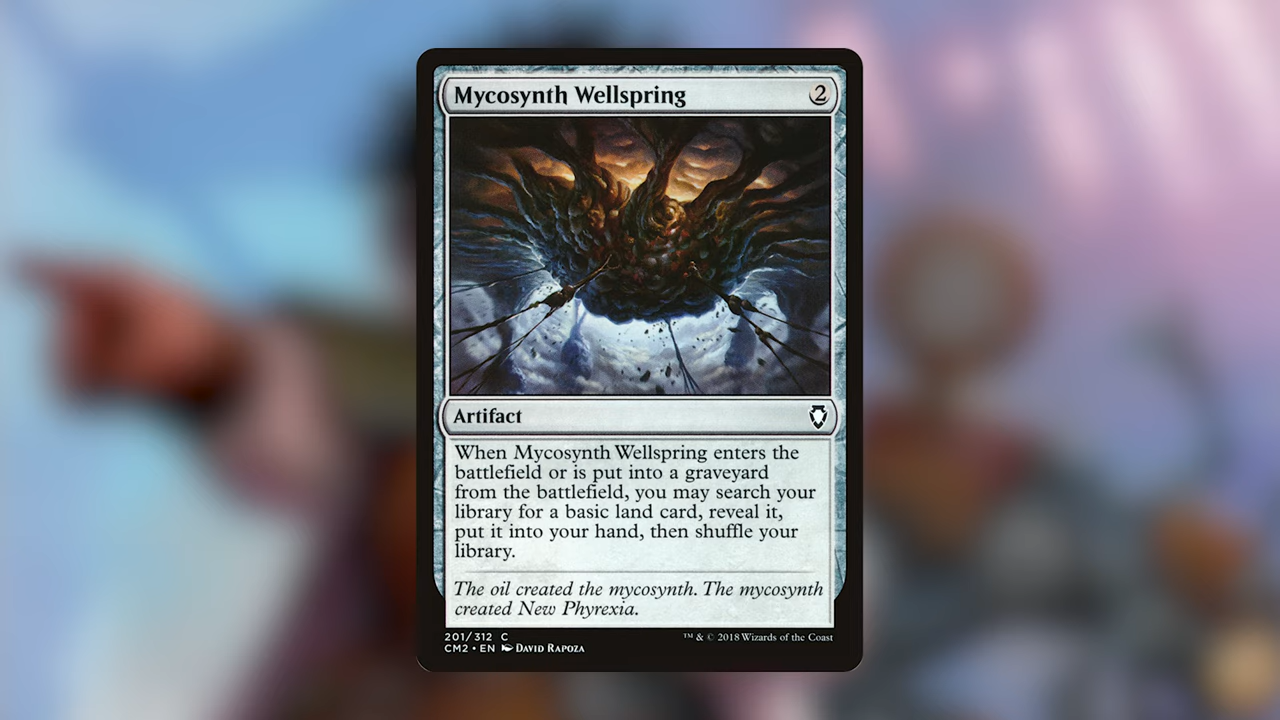 Mycosynth Wellspring 2
Artifact
When Mycosynth Wellspring enters the
battlefield or is put into a graveyard
from the battlefield, you may search your
library for a basic land card, reveal it,
put it into your hand, then shuffle your
library.
The oil created the mycosynth. The mycosynth
created New Phyrexia.
201/312 C
CM2 • EN DAVID RAPOZA
™ & © 2018 Wizards of the Coast